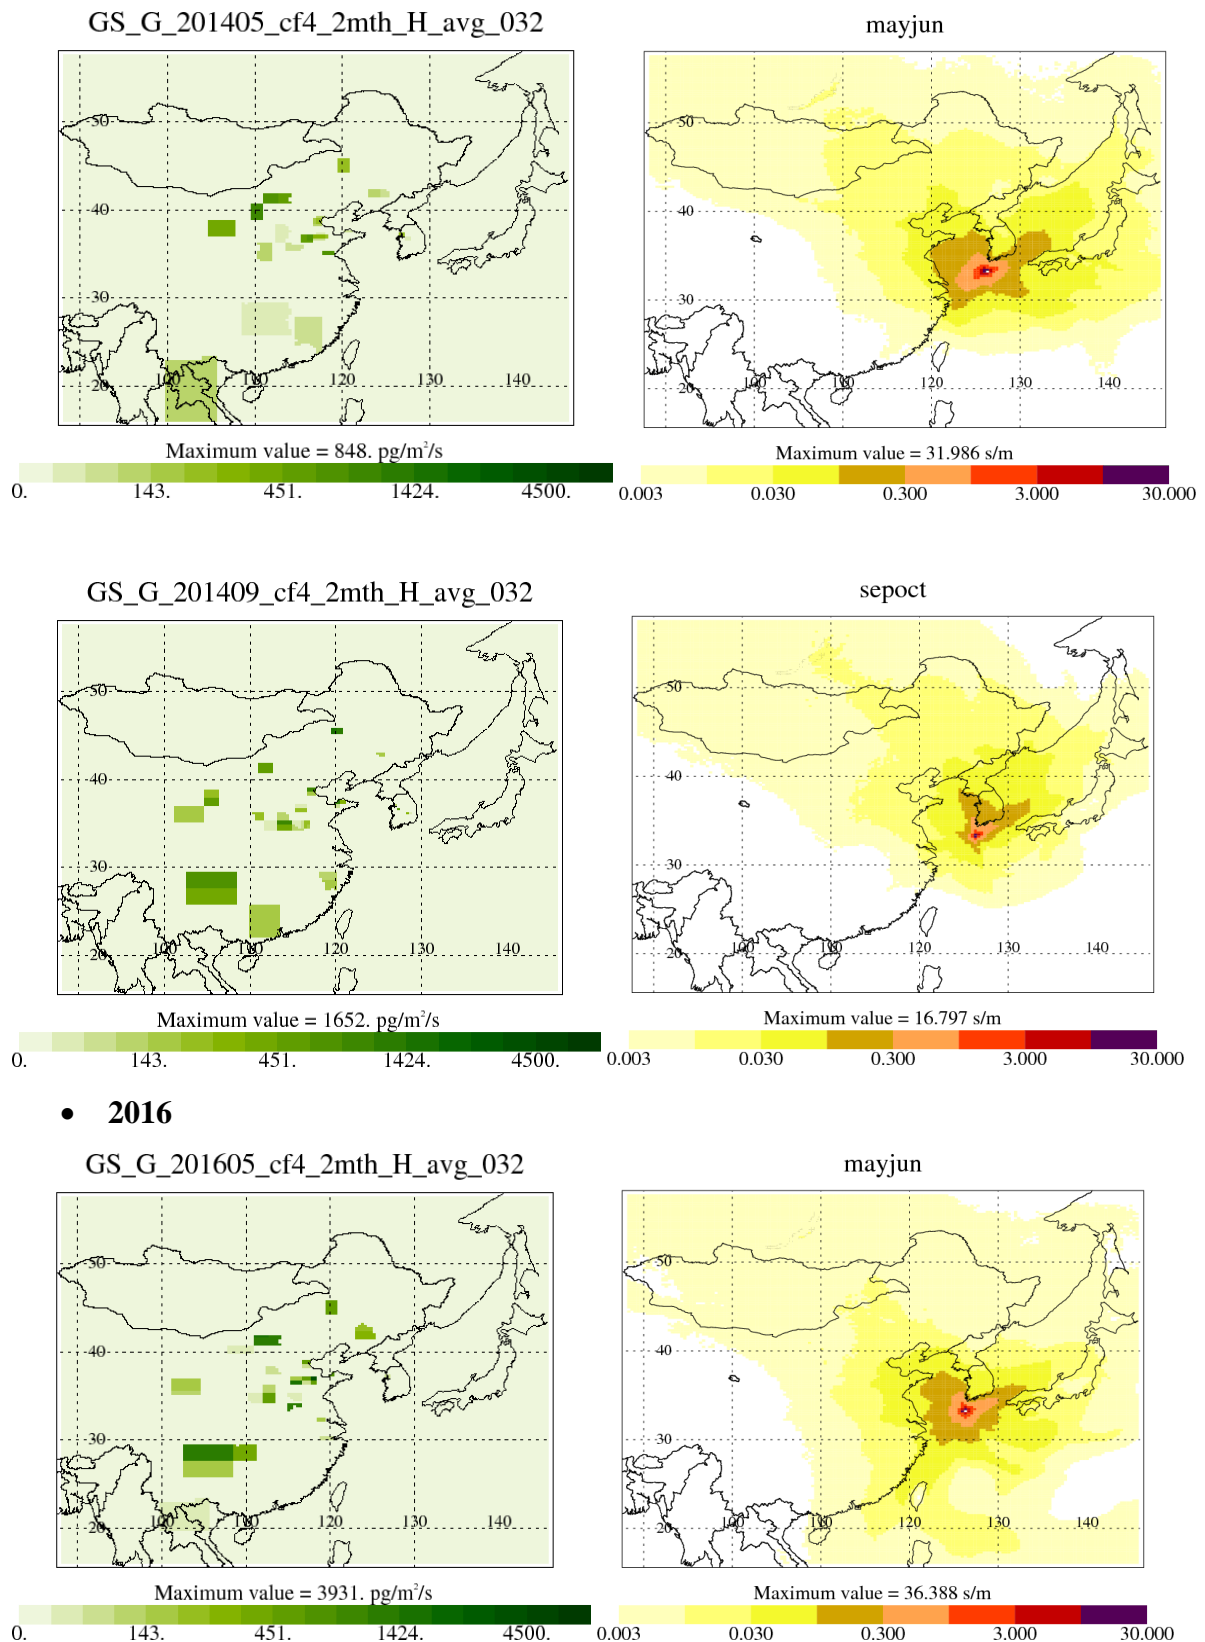 GS_G_201405_cf4_2mth_H_avg_032
mayjun
50
40
30
20 100 110 120 130 140
50
40
30
20 100 110 120 130 140
Maximum value = 848. pg/m²/s
Maximum value = 31.986 s/m
0. 143. 451. 1424. 4500.
0.003 0.030 0.300 3.000 30.000
GS_G_201409_cf4_2mth_H_avg_032
sepoct
50
40
30
20 100 110 120 130 140
50
40
30
20 100 110 120 130 140
Maximum value = 1652. pg/m²/s
Maximum value = 16.797 s/m
0. 143. 451. 1424. 4500.
0.003 0.030 0.300 3.000 30.000
• 2016
GS_G_201605_cf4_2mth_H_avg_032
mayjun
50
40
30
20 100 110 120 130 140
50
40
30
20 100 110 120 130 140
Maximum value = 3931. pg/m²/s
Maximum value = 36.388 s/m
0. 143. 451. 1424. 4500.
0.003 0.030 0.300 3.000 30.000